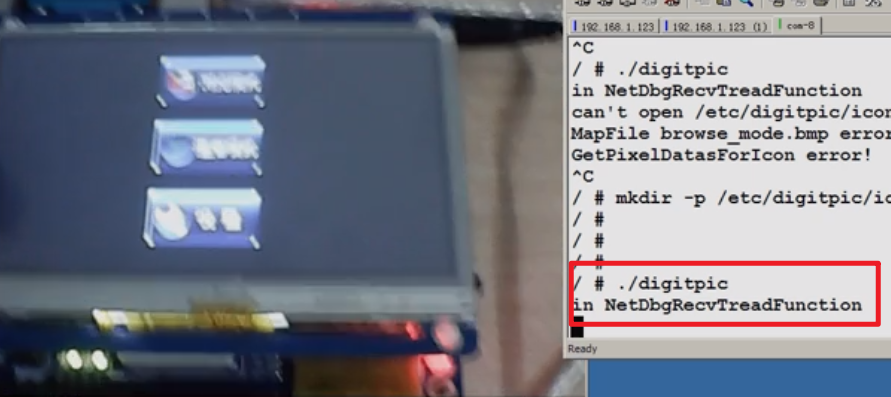 192.168.1.123 192.168.1.123 (1) com-8
^C
/ # ./digitpic
in NetDbgRecvTreadFunction
can't open /etc/digitpic/icon
MapFile browse_mode.bmp error
GetPixelDatasForIcon error!
^C
/ # mkdir -p /etc/digitpic/ic
/ #
/ #
/ #
/ # ./digitpic
in NetDbgRecvTreadFunction
Ready